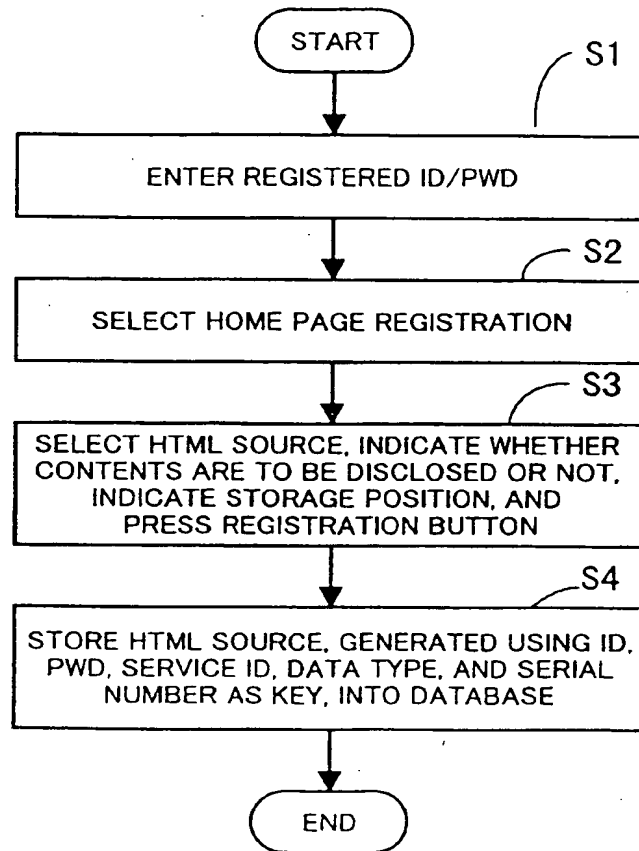 START
S1
ENTER REGISTERED ID/PWD
S2
SELECT HOME PAGE REGISTRATION
S3
SELECT HTML SOURCE, INDICATE WHETHER
CONTENTS ARE TO BE DISCLOSED OR NOT,
INDICATE STORAGE POSITION, AND
PRESS REGISTRATION BUTTON
S4
STORE HTML SOURCE, GENERATED USING ID,
PWD, SERVICE ID, DATA TYPE, AND SERIAL
NUMBER AS KEY, INTO DATABASE
END